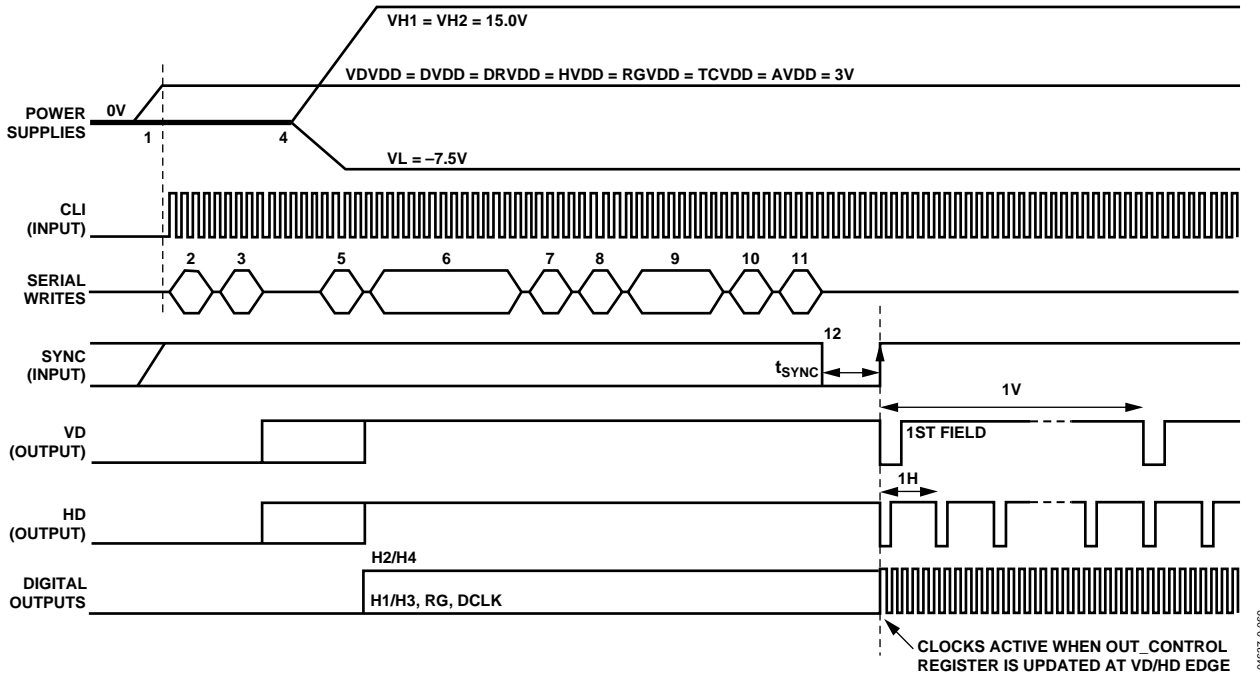 VH1 = VH2 = 15.0V
VDVDD = DVDD = DRVDD = HVDD = RGVDD = TCVDD = AVDD = 3V
0V
POWER
SUPPLIES
1
4
VL = –7.5V
CLI
(INPUT)
2 3 5 6 7 8 9 10 11
SERIAL
WRITES
12
SYNC
(INPUT)
tSYNC
1V
VD
(OUTPUT)
1ST FIELD
1H
HD
(OUTPUT)
H2/H4
DIGITAL
OUTPUTS
H1/H3, RG, DCLK
CLOCKS ACTIVE WHEN OUT_CONTROL
REGISTER IS UPDATED AT VD/HD EDGE